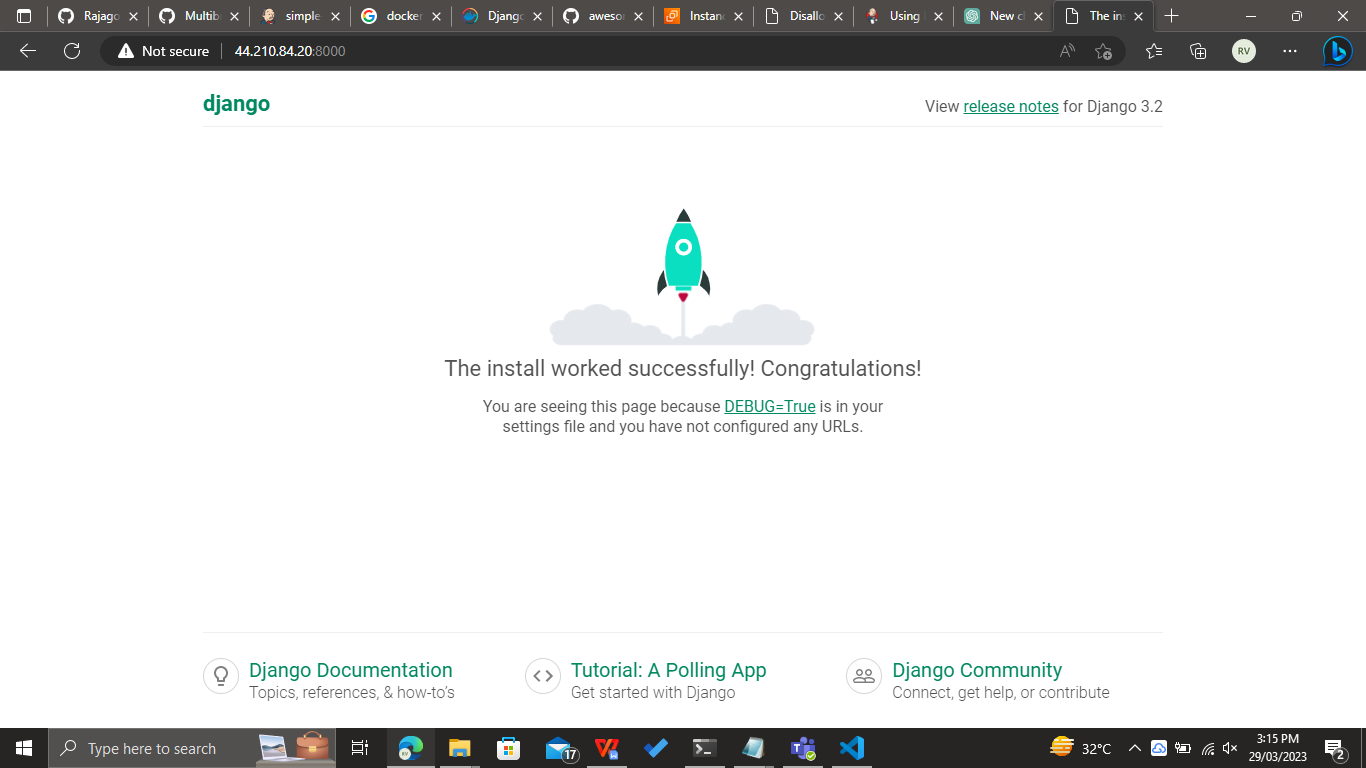 Rajago
Multib
simple
docker
Djang
aweso
Instan
Disallo
Using
New c
The ins
Not secure
44.210.84.20:8000
RV
django
View release notes for Django 3.2
The install worked successfully! Congratulations!
You are seeing this page because DEBUG=True is in your
settings file and you have not configured any URLs.
Django Documentation
Topics, references, & how-to's
Tutorial: A Polling App
Get started with Django
Django Community
Connect, get help, or contribute
Type here to search
17
32°C
3:15 PM
29/03/2023
2